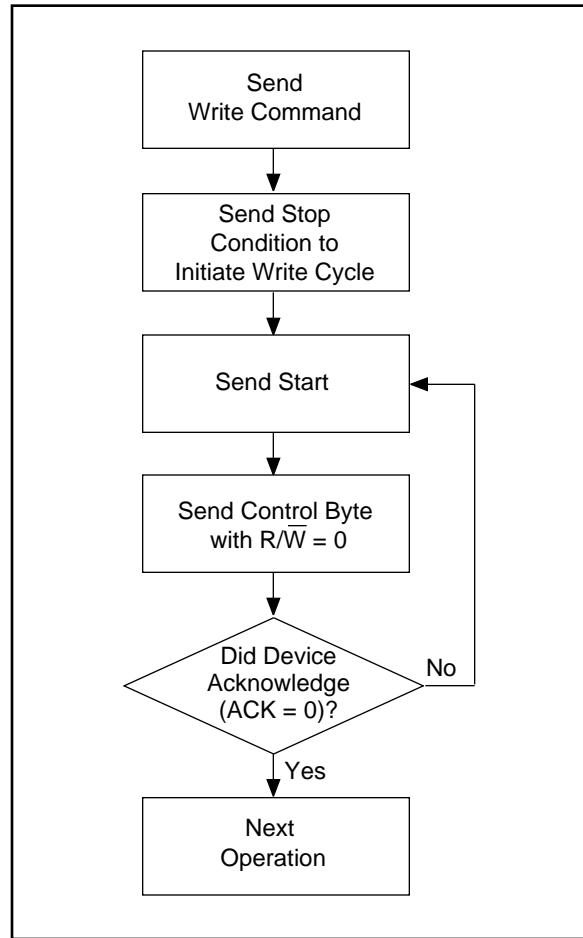 Send
Write Command
Send Stop
Condition to
Initiate Write Cycle
Send Start
Send Control Byte
with R/W̅ = 0
Did Device
Acknowledge
(ACK = 0)?
No
Yes
Next
Operation